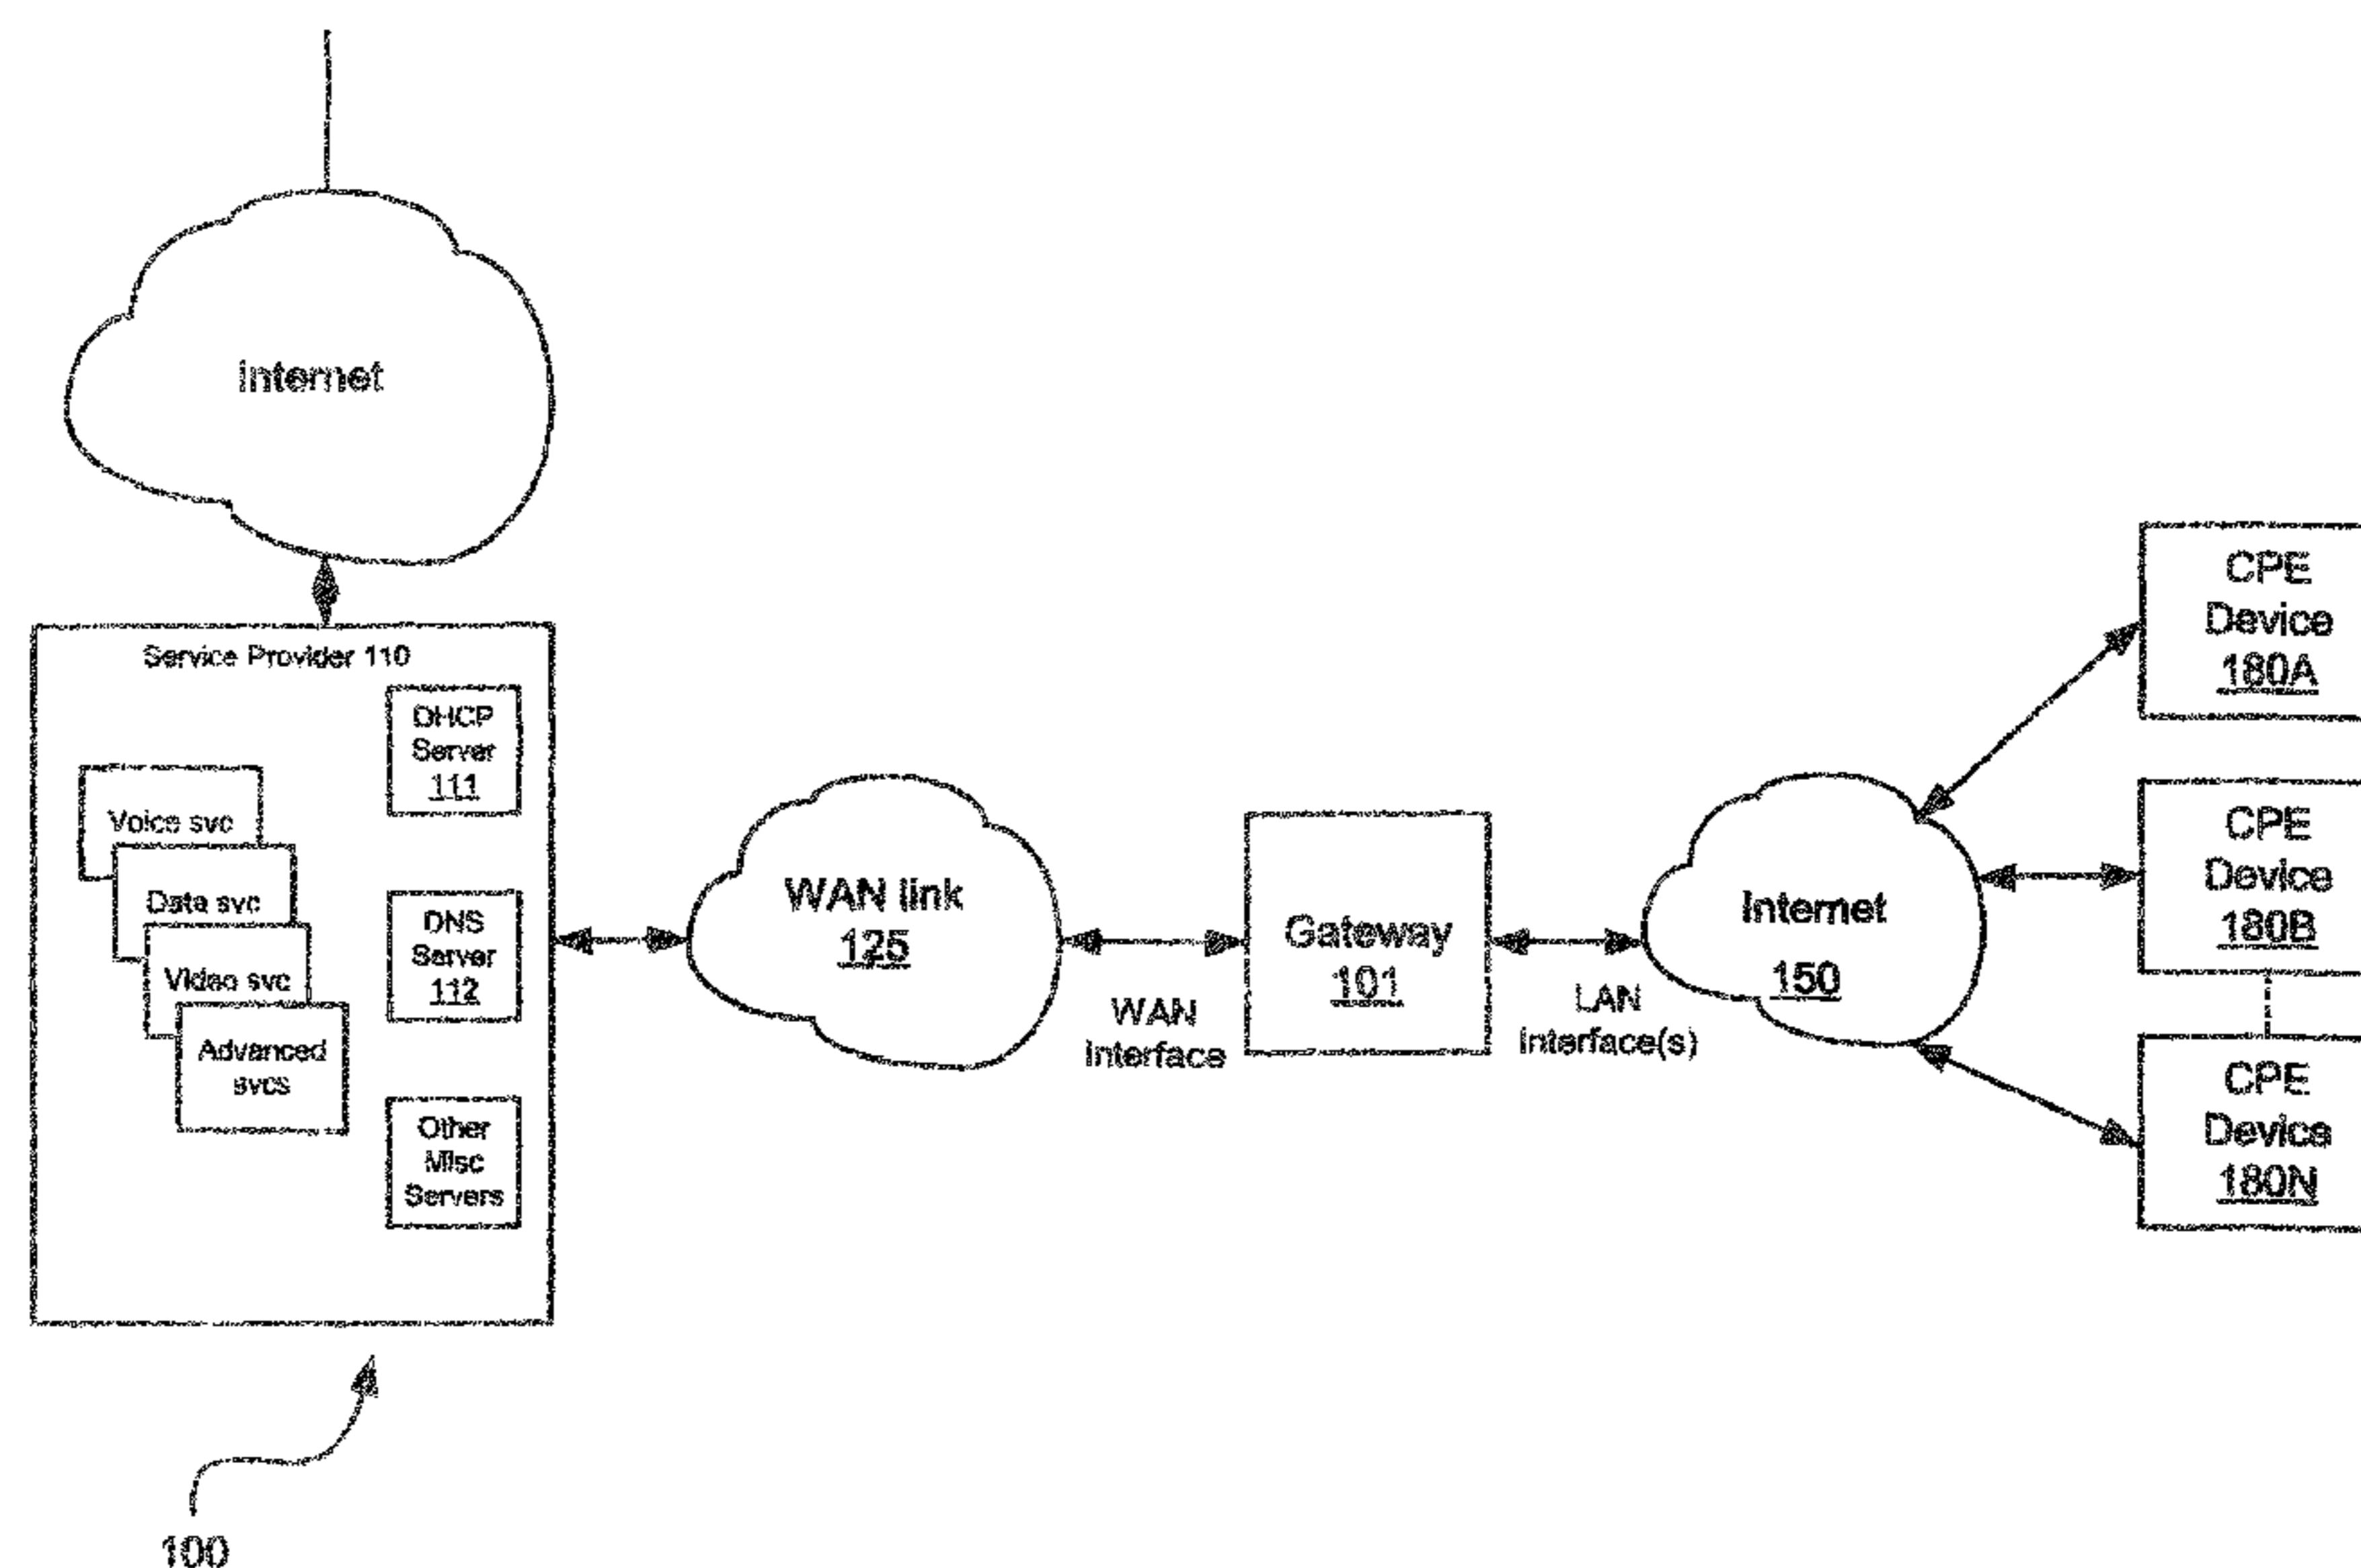 Internet
Service Provider 110
DHCP
Server
111
Voice svc
Data svc
Video svc
Advanced
svcs
DNS
Server
112
Other
Misc
Servers
WAN link
125
WAN
Interface
Gateway
101
LAN
Interface(s)
Internet
150
CPE
Device
180A
CPE
Device
180B
CPE
Device
180N
100